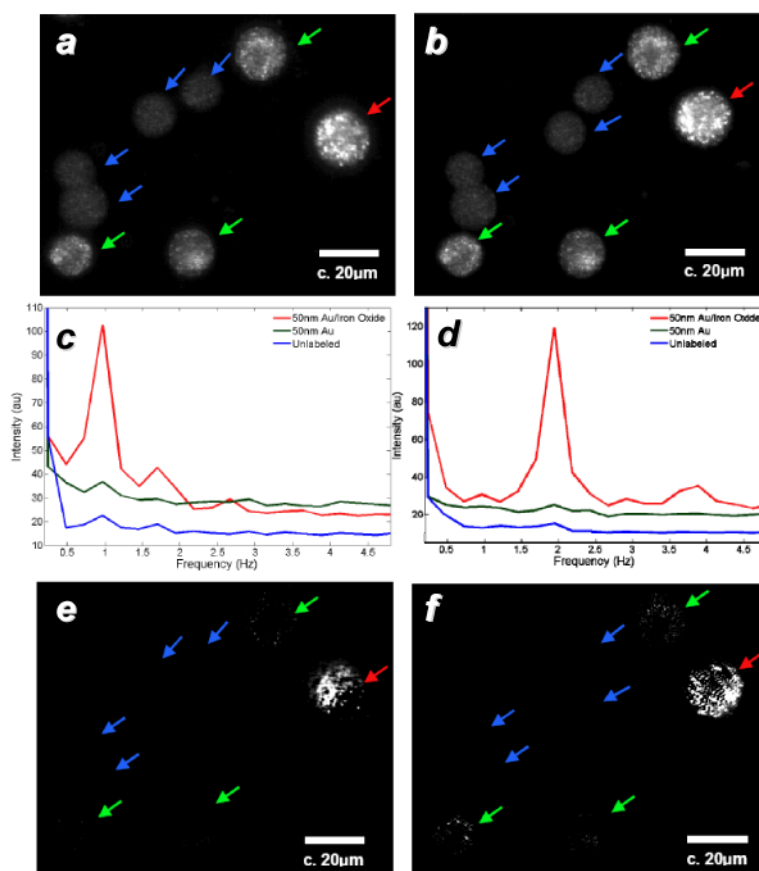 a
c. 20μm
b
c. 20μm
c
50nm Au/Iron Oxide
50nm Au
Unlabeled
Intensity (au)
110
100
90
80
70
60
50
40
30
20
10
0.5 1 1.5 2 2.5 3 3.5 4 4.5
Frequency (Hz)
d
50nm Au/Iron Oxide
50nm Au
Unlabeled
Intensity (au)
120
100
80
60
40
20
0.5 1 1.5 2 2.5 3 3.5 4 4.5
Frequency (Hz)
e
c. 20μm
f
c. 20μm